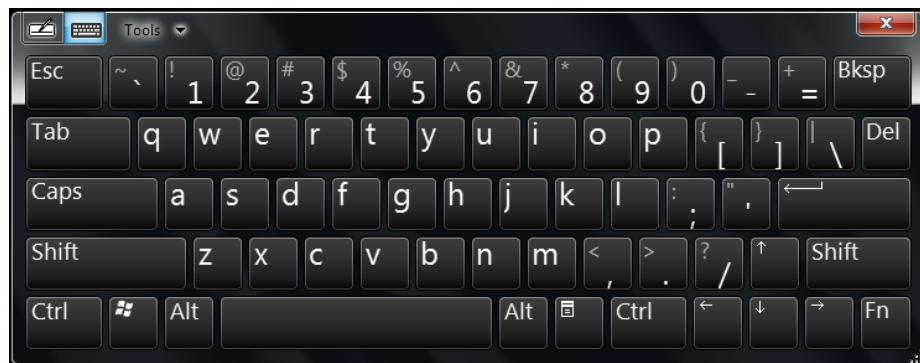 Tools
Esc ~ ` ! 1 @ 2 # 3 $ 4 % 5 ^ 6 & 7 * 8 ( 9 ) 0 _ - + = Bksp
Tab q w e r t y u i o p { [ } ] | \ Del
Caps a s d f g h j k l : ; " ' ←
Shift z x c v b n m < , > . ? / ↑ Shift
Ctrl Alt Alt Ctrl ← ↓ → Fn